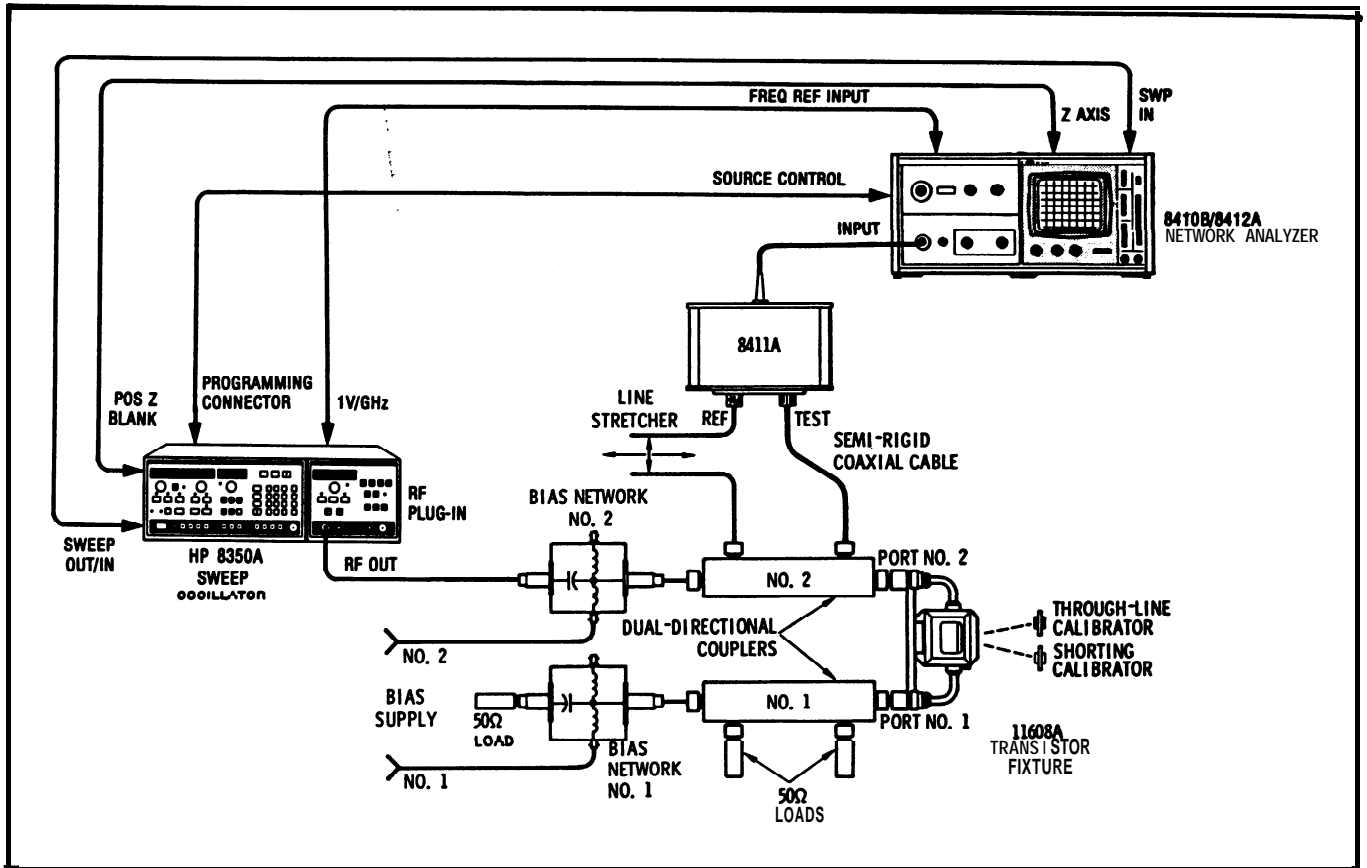 FREQ REF INPUT
Z AXIS
SWP
IN
SOURCE CONTROL
INPUT
8410B/8412A
NETWORK ANALYZER
8411A
PROGRAMMING
CONNECTOR
1V/GHz
POS Z
BLANK
LINE
STRETCHER
REF
TEST
SEMI-RIGID
COAXIAL CABLE
RF
PLUG-IN
BIAS NETWORK
NO. 2
SWEEP
OUT/IN
HP 8350A
SWEEP
OSCILLATOR
RF OUT
NO. 2
PORT NO. 2
DUAL-DIRECTIONAL
COUPLERS
THROUGH-LINE
CALIBRATOR
SHORTING
CALIBRATOR
NO. 2
BIAS
SUPPLY
50Ω
LOAD
NO. 1
PORT NO. 1
BIAS
NETWORK
NO. 1
NO. 1
11608A
TRANSISTOR
FIXTURE
50Ω
LOADS